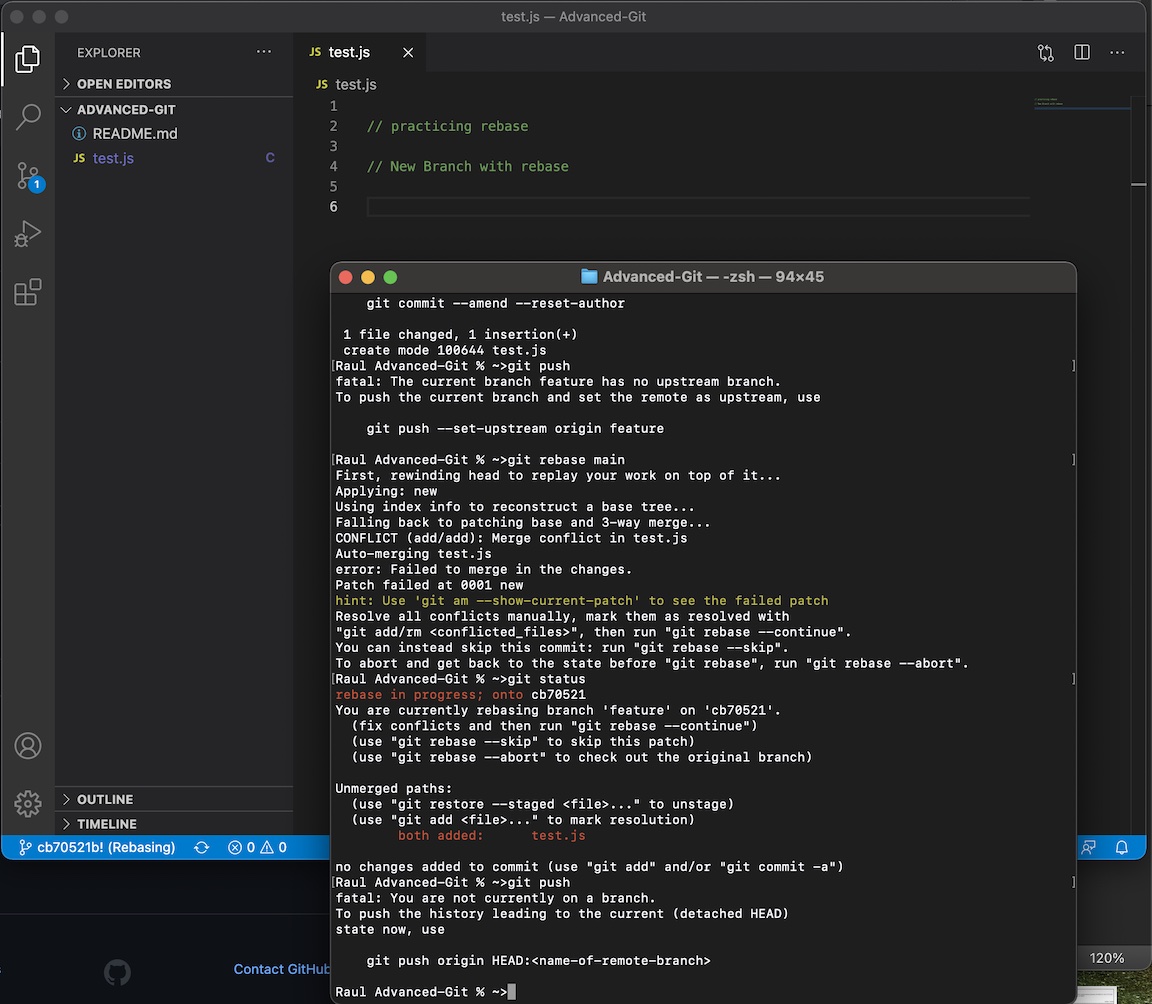 test.js — Advanced-Git
EXPLORER
JS test.js
OPEN EDITORS
JS test.js
ADVANCED-GIT
README.md
JS test.js C
1
1
2 // practicing rebase
3
4 // New Branch with rebase
5
6
Advanced-Git — -zsh — 94×45
git commit --amend --reset-author
1 file changed, 1 insertion(+)
create mode 100644 test.js
[Raul Advanced-Git % ~>git push ]
fatal: The current branch feature has no upstream branch.
To push the current branch and set the remote as upstream, use
git push --set-upstream origin feature
[Raul Advanced-Git % ~>git rebase main ]
First, rewinding head to replay your work on top of it...
Applying: new
Using index info to reconstruct a base tree...
Falling back to patching base and 3-way merge...
CONFLICT (add/add): Merge conflict in test.js
Auto-merging test.js
error: Failed to merge in the changes.
Patch failed at 0001 new
hint: Use 'git am --show-current-patch' to see the failed patch
Resolve all conflicts manually, mark them as resolved with
"git add/rm <conflicted_files>", then run "git rebase --continue".
You can instead skip this commit: run "git rebase --skip".
To abort and get back to the state before "git rebase", run "git rebase --abort".
[Raul Advanced-Git % ~>git status ]
rebase in progress; onto cb70521
You are currently rebasing branch 'feature' on 'cb70521'.
(fix conflicts and then run "git rebase --continue")
(use "git rebase --skip" to skip this patch)
(use "git rebase --abort" to check out the original branch)
Unmerged paths:
(use "git restore --staged <file>..." to unstage)
(use "git add <file>..." to mark resolution)
both added: test.js
no changes added to commit (use "git add" and/or "git commit -a")
[Raul Advanced-Git % ~>git push ]
fatal: You are not currently on a branch.
To push the history leading to the current (detached HEAD)
state now, use
git push origin HEAD:<name-of-remote-branch>
Raul Advanced-Git % ~>
OUTLINE
TIMELINE
cb70521b! (Rebasing) 0 0
Contact GitHub
120%